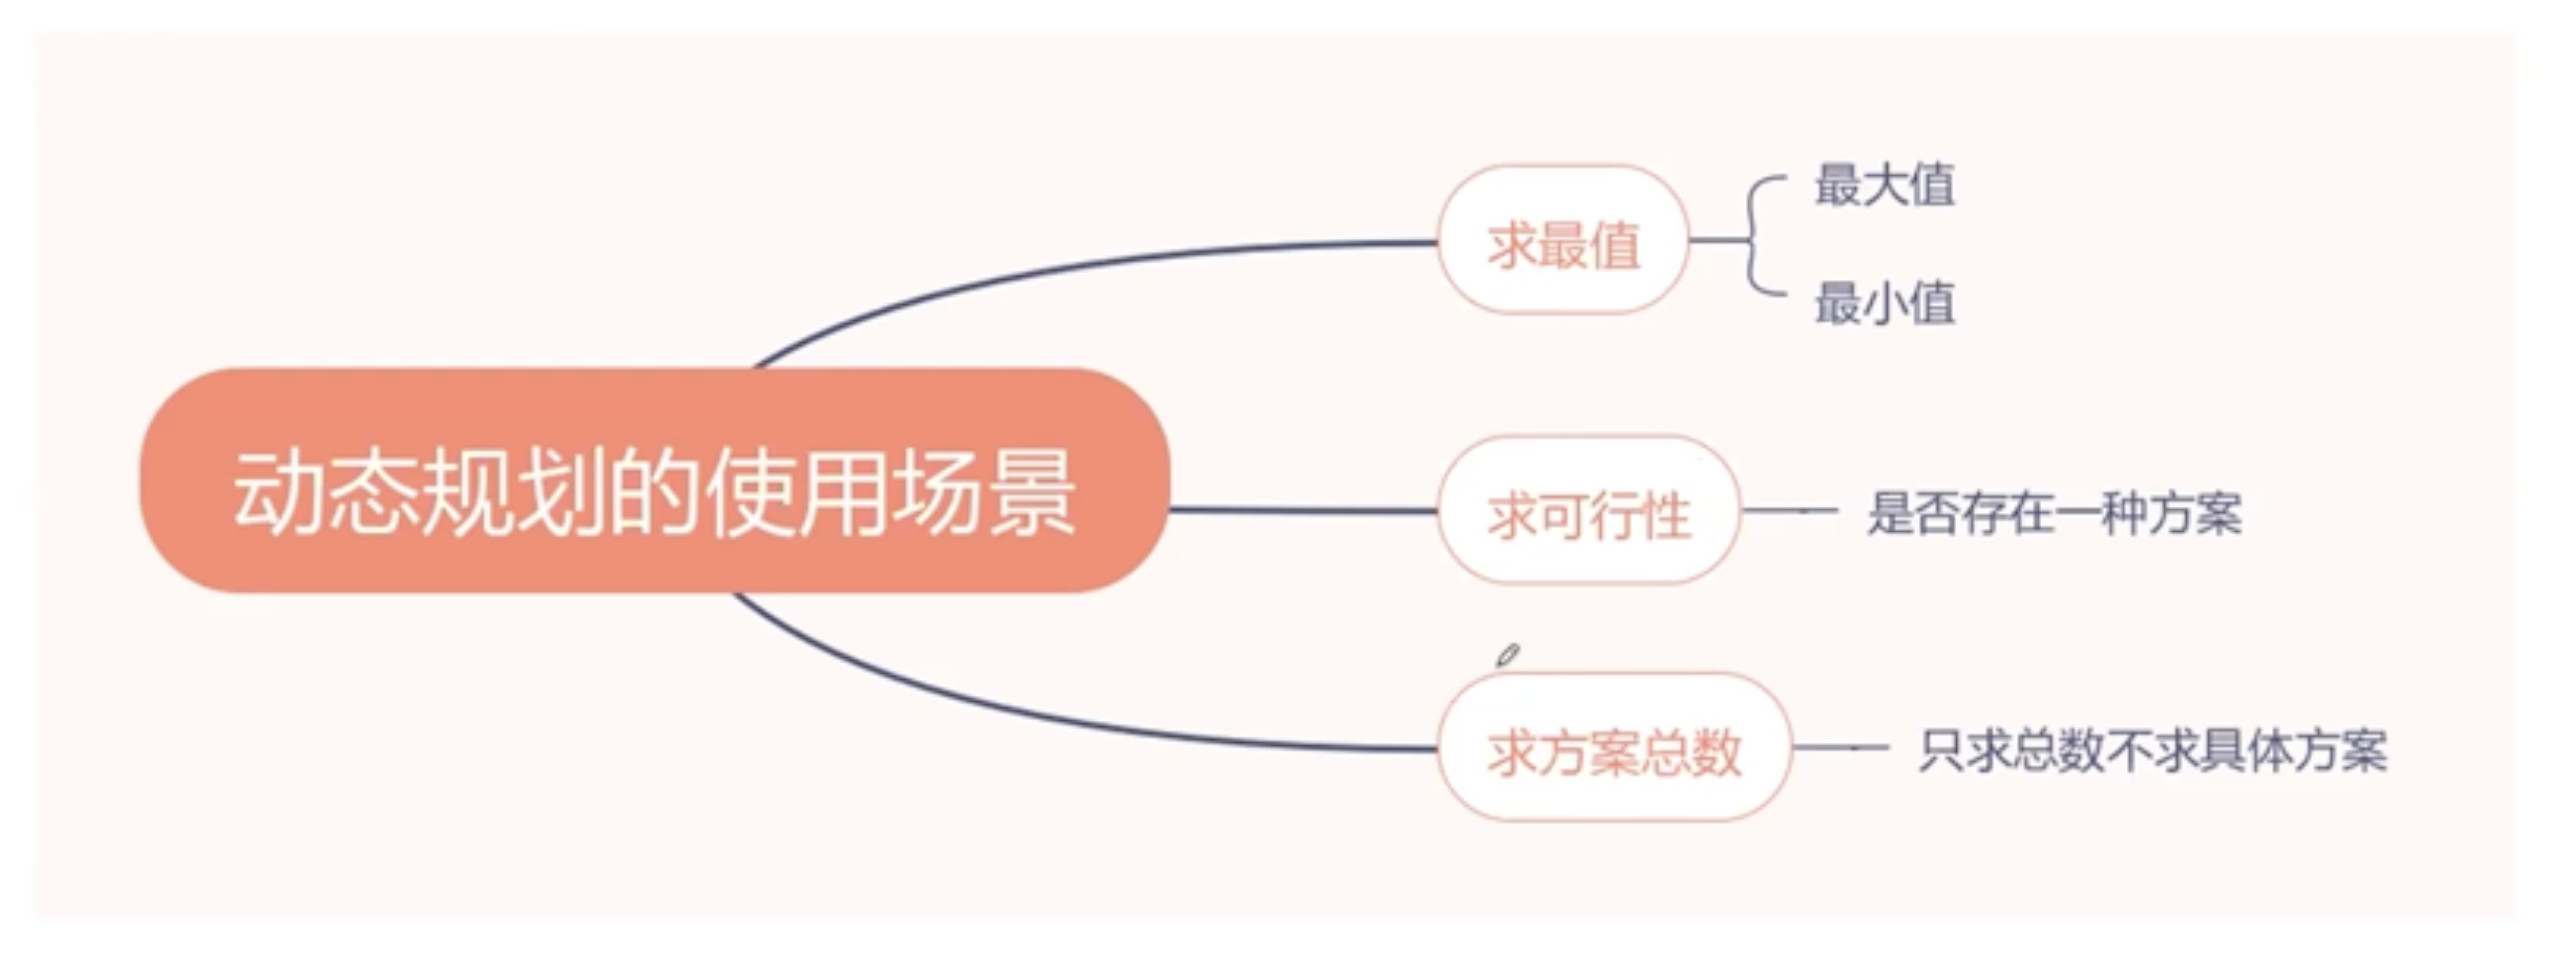 动态规划的使用场景
求最值
最大值
最小值
求可行性
是否存在一种方案
求方案总数
只求总数不求具体方案